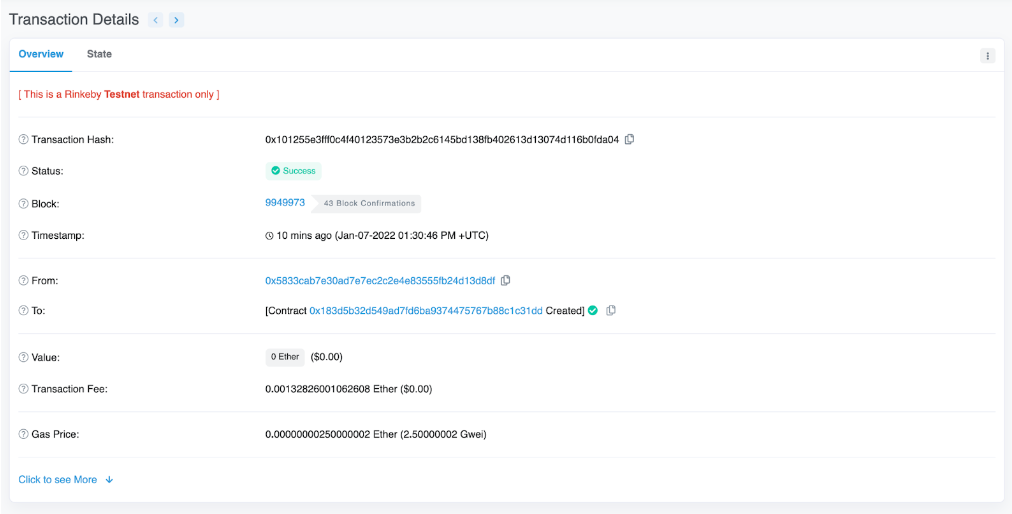 Transaction Details
Overview State
[ This is a Rinkeby Testnet transaction only ]
Transaction Hash: 0x101255e3fff0c4f40123573e3b2b2c6145bd138fb402613d13074d116b0fda04
Status: Success
Block: 9949973 43 Block Confirmations
Timestamp: 10 mins ago (Jan-07-2022 01:30:46 PM +UTC)
From: 0x5833cab7e30ad7e7ec2c2e4e83555fb24d13d8df
To: [Contract 0x183d5b32d549ad7fd6ba9374475767b88c1c31dd Created]
Value: 0 Ether ($0.00)
Transaction Fee: 0.00132826001062608 Ether ($0.00)
Gas Price: 0.00000000250000002 Ether (2.50000002 Gwei)
Click to see More